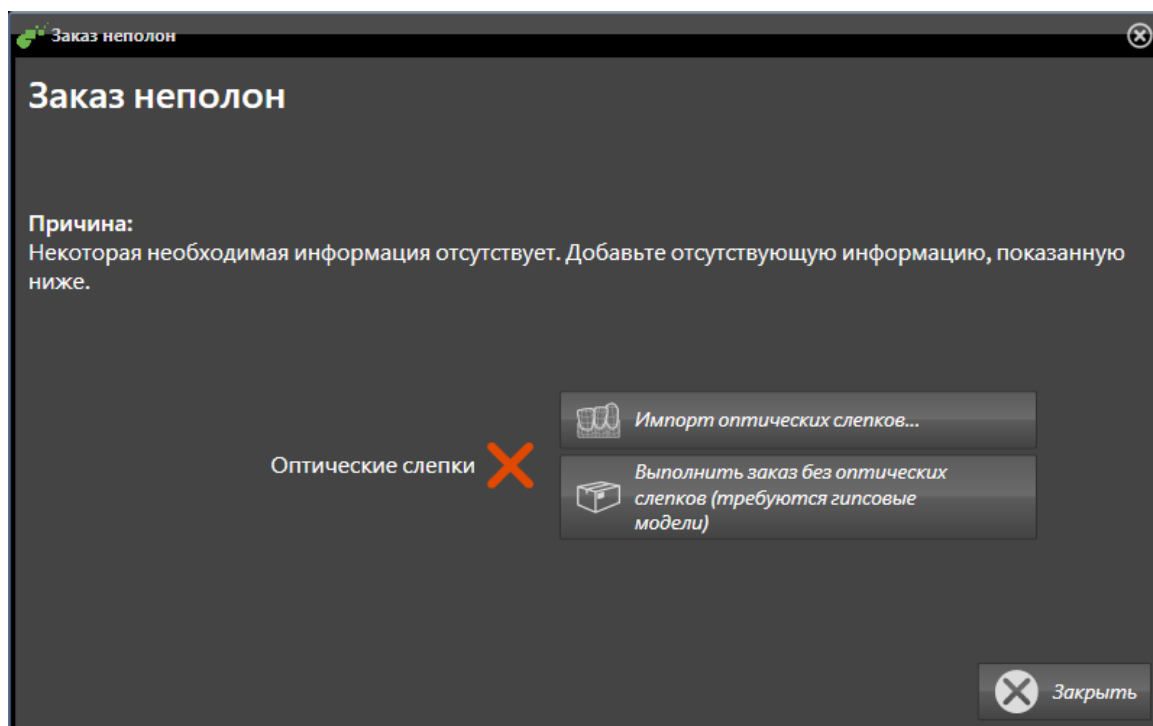 Заказ неполон
Заказ неполон
Причина:
Некоторая необходимая информация отсутствует. Добавьте отсутствующую информацию, показанную
ниже.
Импорт оптических слепков...
Оптические слепки
Выполнить заказ без оптических
слепков (требуются гипсовые
модели)
Закрыть